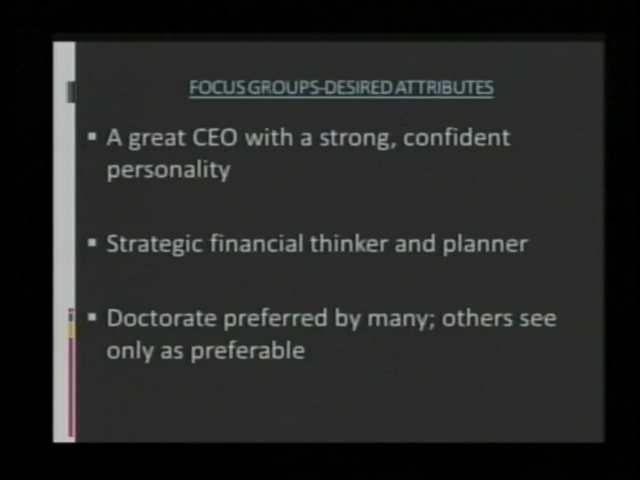 FOCUS GROUPS-DESIRED ATTRIBUTES
▪ A great CEO with a strong, confident
personality
▪ Strategic financial thinker and planner
▪ Doctorate preferred by many; others see
only as preferable